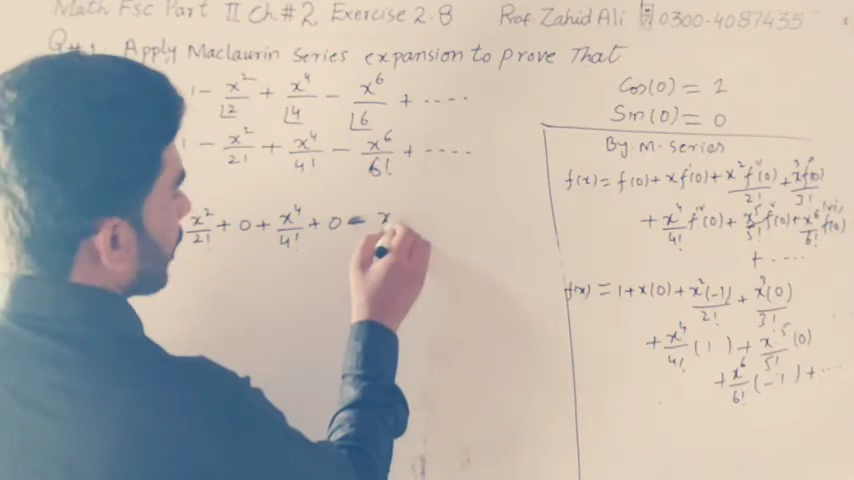 Math Fsc Part II Ch # 2 Exercise 2.8 Prof. Zahid Ali 0300-4087435
Q#1. Apply Maclaurin Series expansion to prove That
1 - x²/⌊2 + x⁴/⌊4 - x⁶/⌊6 + ....
1 - x²/2! + x⁴/4! - x⁶/6! + ....
x²/2! + 0 + x⁴/4! + 0 - x
Cos(0) = 1
Sin(0) = 0
By M. Series
f(x) = f(0) + xf'(0) + x²f''(0)/2! + x³f'''(0)/3!
+ x⁴/4! f⁗(0) + x⁵/5! fᵛ(0) + x⁶/6! f⁽ᵛⁱ⁾(0)
+ ....
f(x) = 1 + x(0) + x²(-1)/2! + x³(0)/3!
+ x⁴/4! (1) + x⁵/5! (0)
+ x⁶/6! (-1) + ....